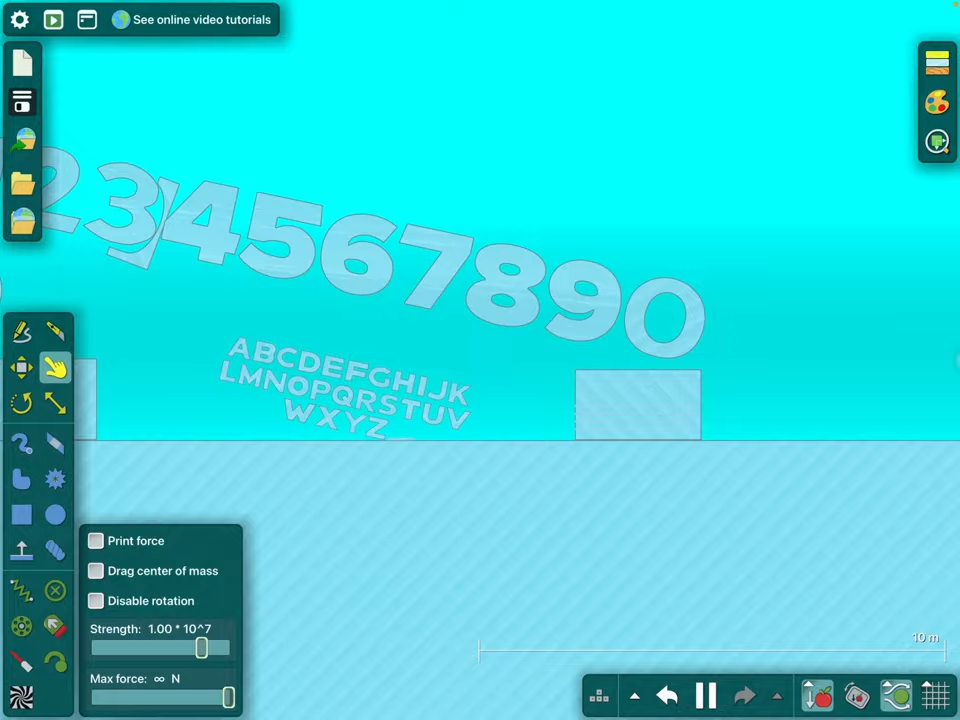 See online video tutorials
234567890
ABCDEFGHIJK
LMNOPQRSTUV
WXYZ_
Print force
Drag center of mass
Disable rotation
Strength: 1.00 * 10^7
Max force: ∞ N
10 m